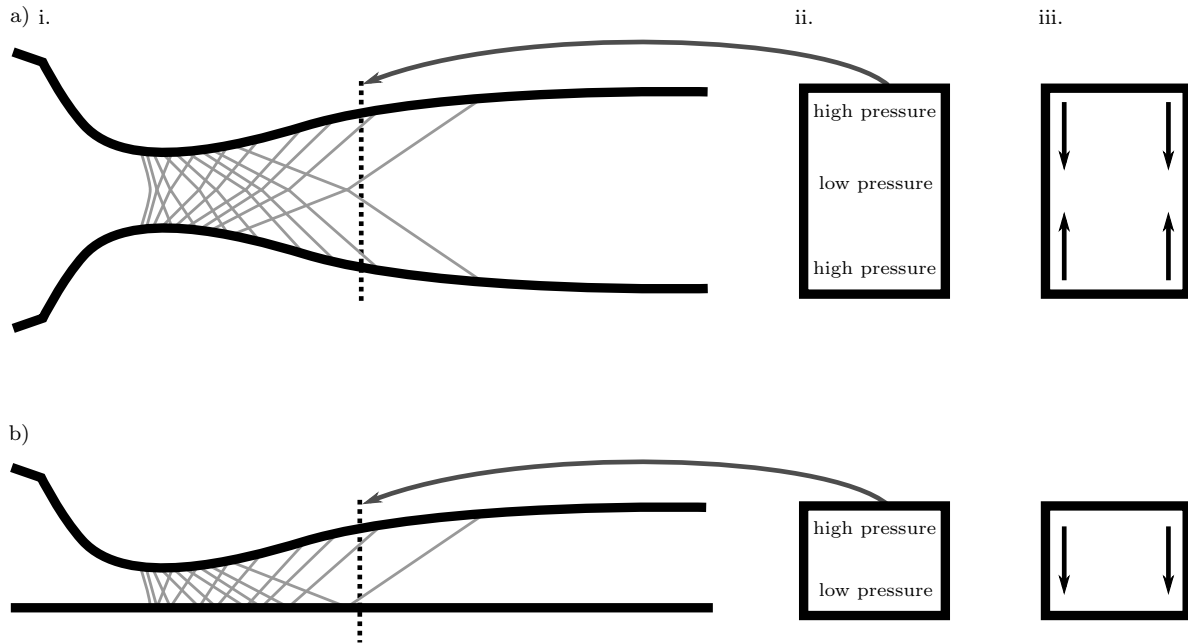 a) i.
ii.
iii.
high pressure
low pressure
high pressure
b)
high pressure
low pressure